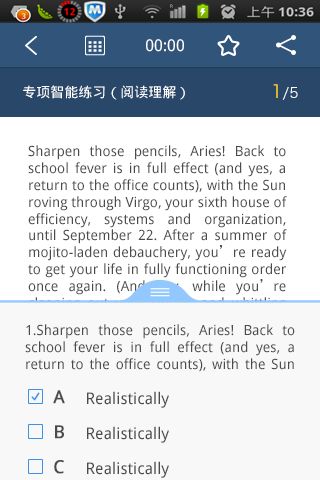 3
12
M
上午 10:36
00:00
专项智能练习（阅读理解）
1/5
Sharpen those pencils, Aries! Back to
school fever is in full effect (and yes, a
return to the office counts), with the Sun
roving through Virgo, your sixth house of
efficiency, systems and organization,
until September 22. After a summer of
mojito-laden debauchery, you're ready
to get your life in fully functioning order
once again. (And while you're
1.Sharpen those pencils, Aries! Back to
school fever is in full effect (and yes, a
return to the office counts), with the Sun
A Realistically
B Realistically
C Realistically